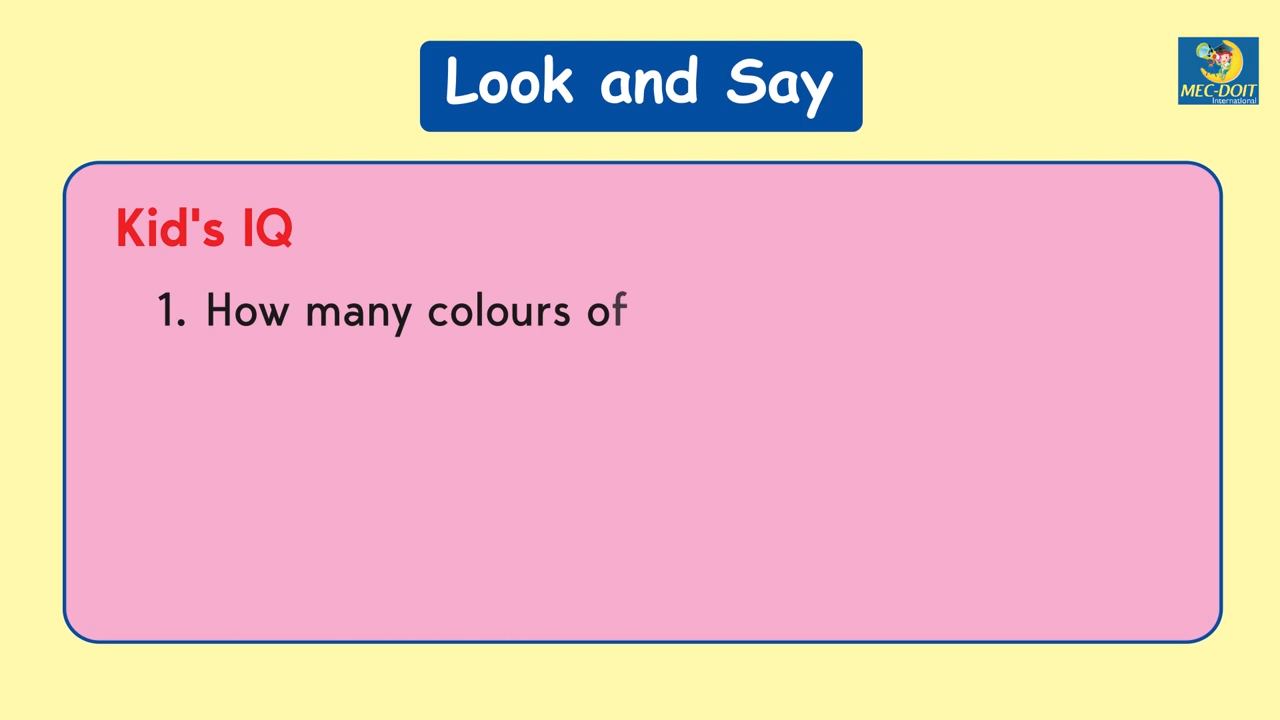 Look and Say
MEC-DOIT
International
Kid's IQ
1. How many colours of